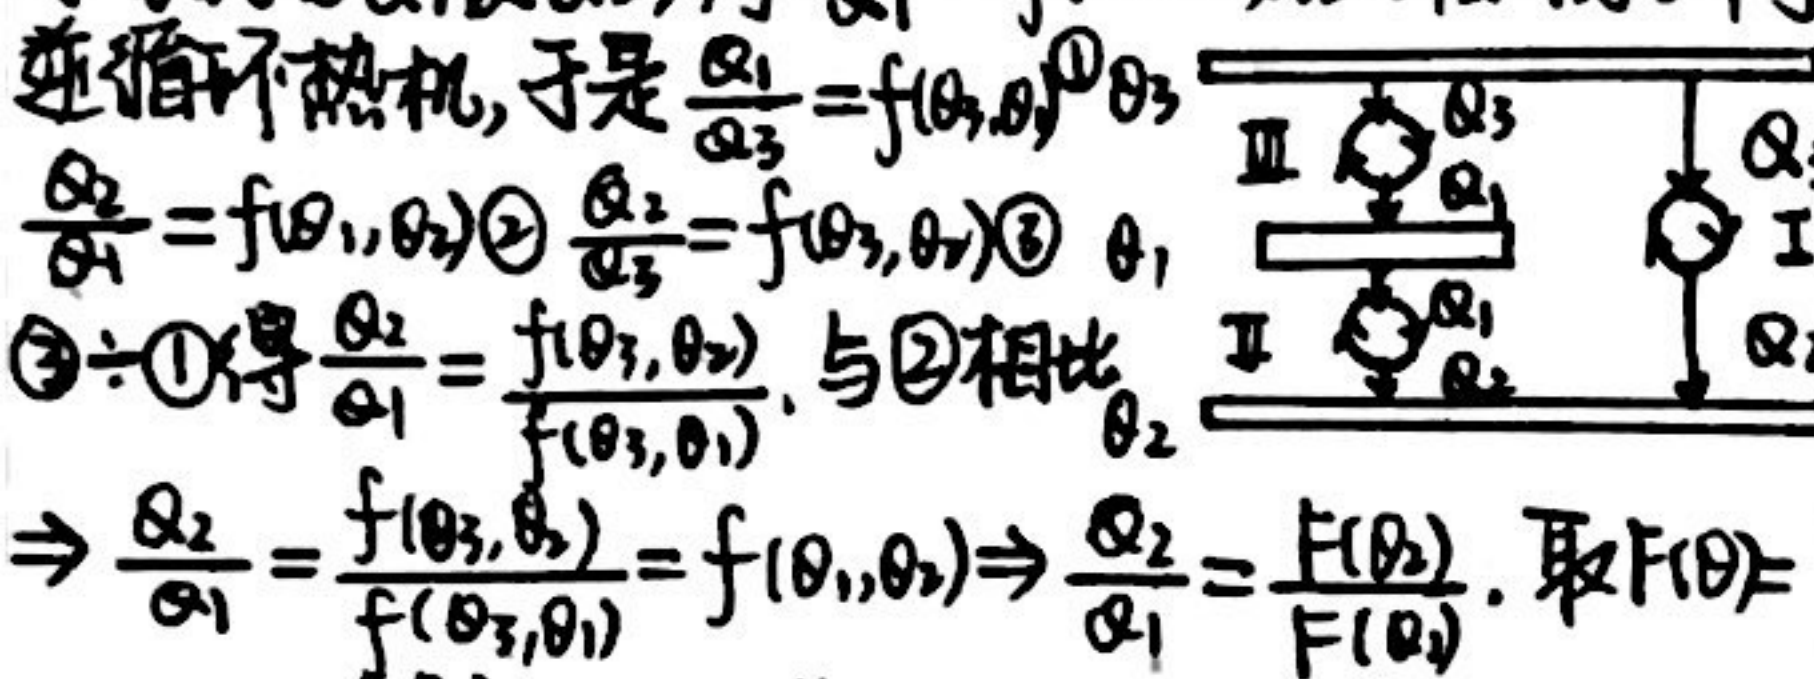 逆循环热机,于是 Q₁/Q₃=f(θ₃,θ₁)① θ₃
Q₂/Q₁=f(θ₁,θ₂)② Q₂/Q₃=f(θ₃,θ₂)③ θ₁
③÷①得 Q₂/Q₁=f(θ₃,θ₂)/f(θ₃,θ₁). 与②相比
θ₂
⇒ Q₂/Q₁=f(θ₃,θ₂)/f(θ₃,θ₁)=f(θ₁,θ₂)⇒ Q₂/Q₁=F(θ₂)/F(θ₁). 取F(θ)=
Q₃
Ⅲ
Q₁
Ⅱ
Q₁
Q₂
Q₃
Ⅰ
Q₂